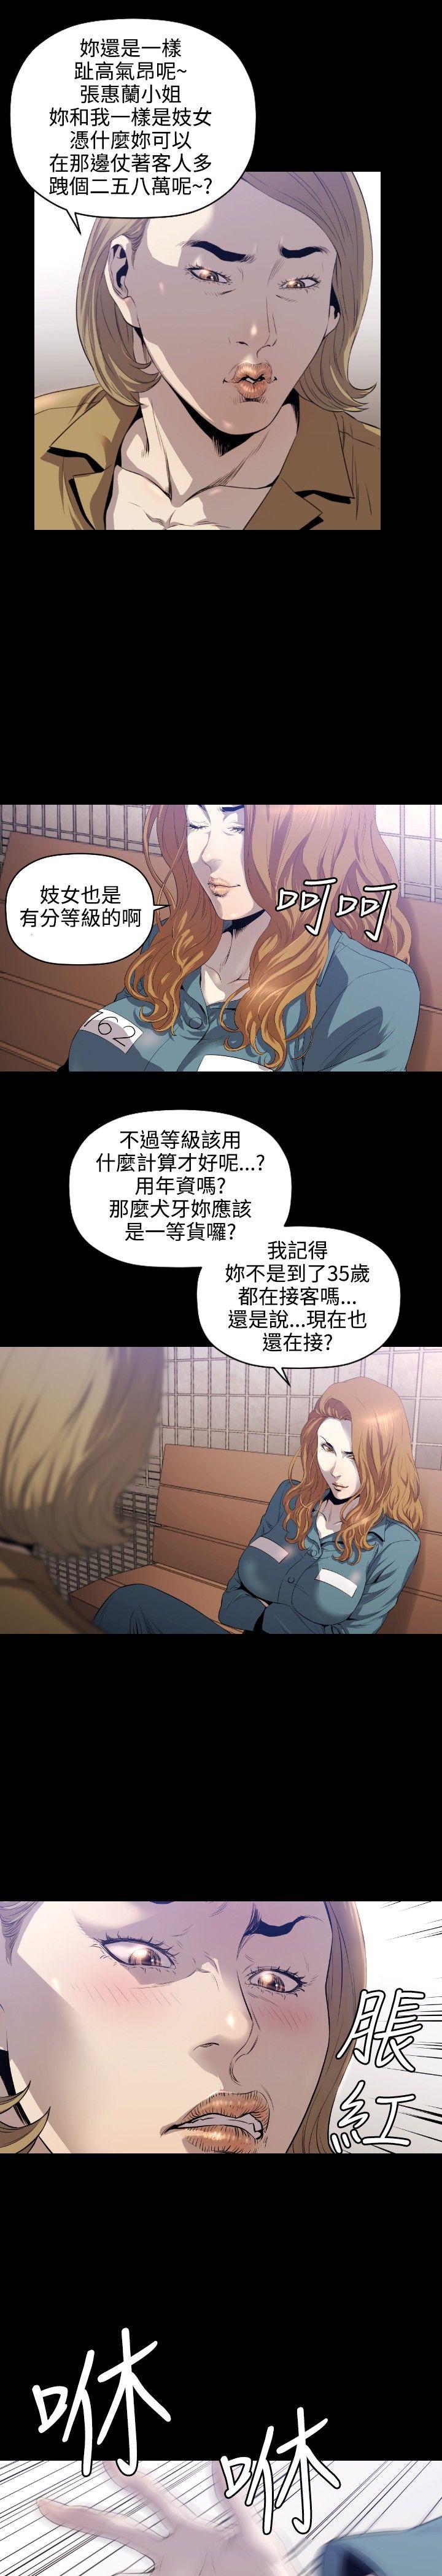 妳還是一樣
趾高氣昂呢~
張惠蘭小姐
妳和我一樣是妓女
憑什麼妳可以
在那邊仗著客人多
跩個二五八萬呢~?
呵呵
妓女也是
有分等級的啊
762
不過等級該用
什麼計算才好呢...?
用年資嗎?
那麼犬牙妳應該
是一等貨囉?
我記得
妳不是到了35歲
都在接客嗎...
還是說...現在也
還在接?
脹紅
咻
咻